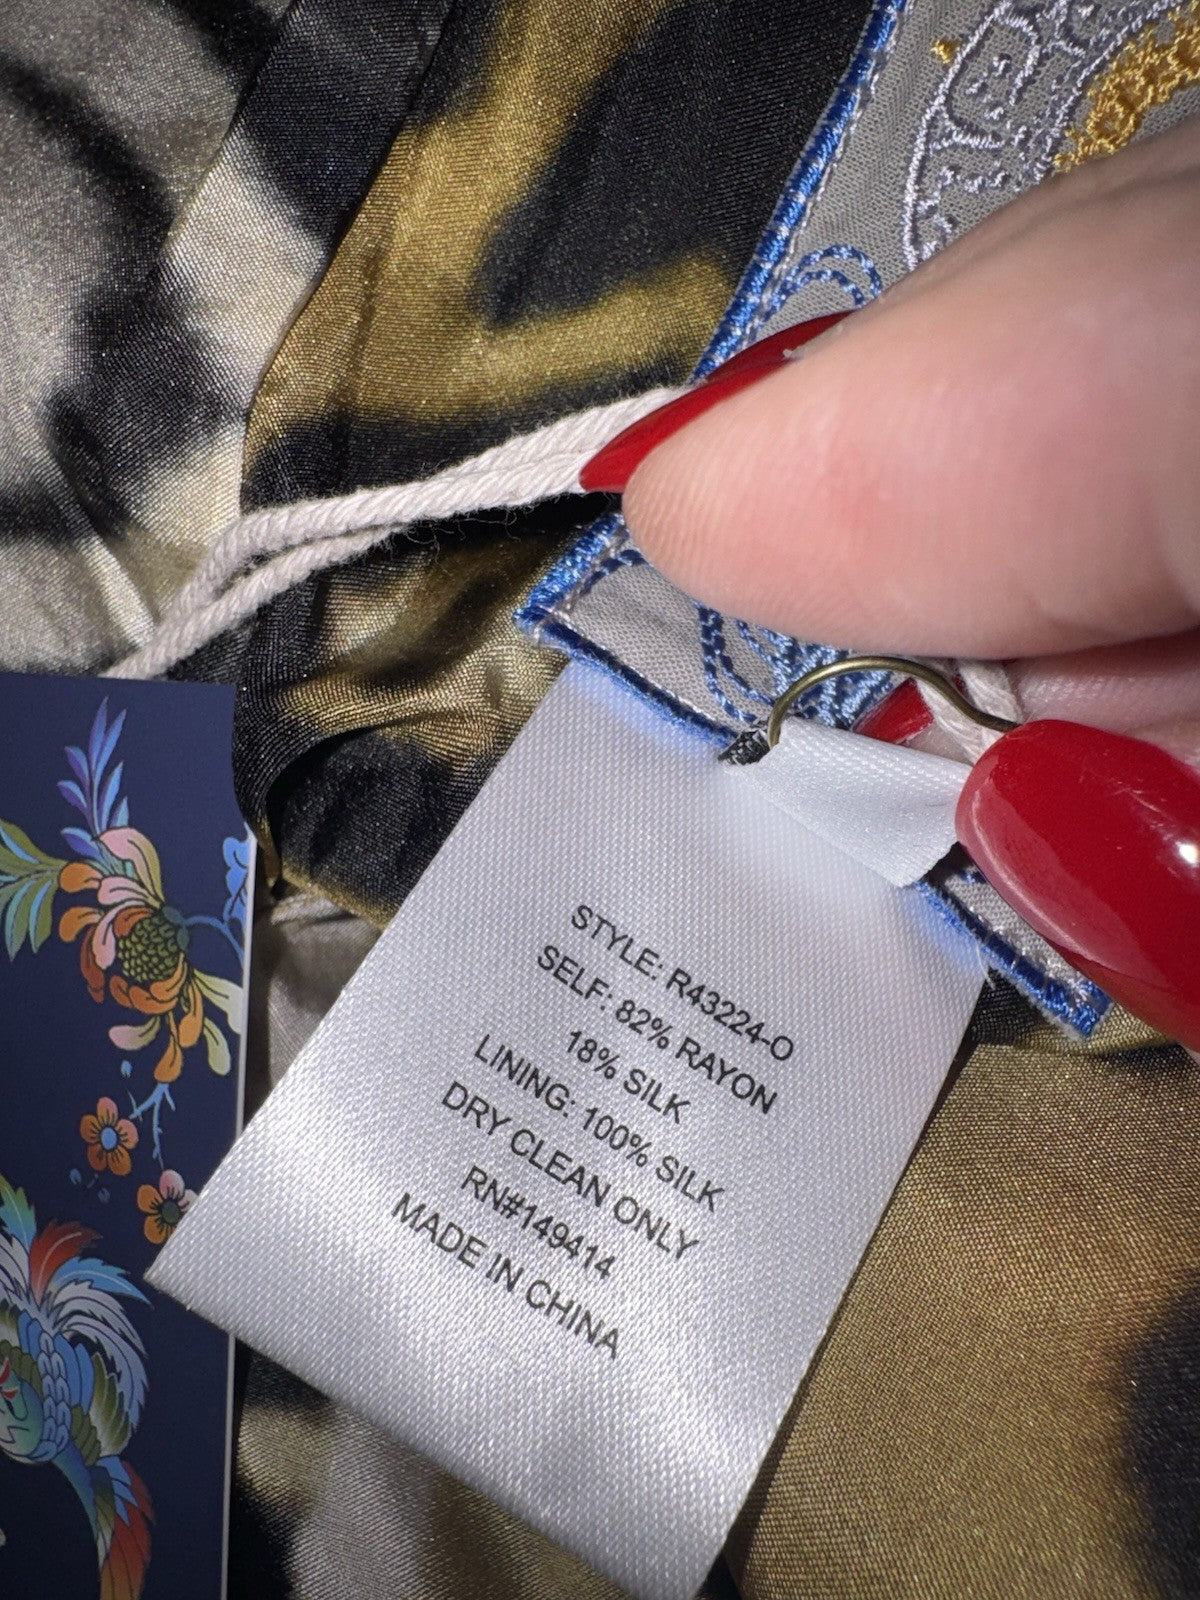 STYLE: R43224-O
SELF: 82% RAYON
18% SILK
LINING: 100% SILK
DRY CLEAN ONLY
RN#149414
MADE IN CHINA